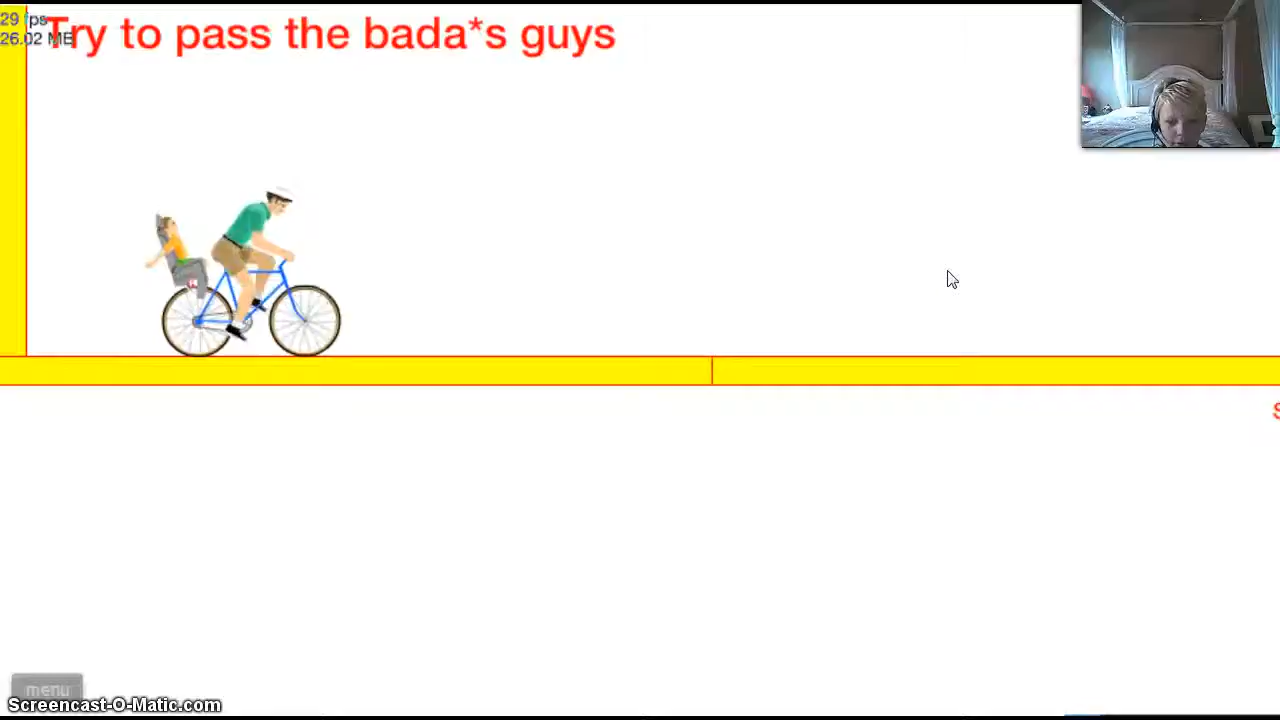 29 fps
Try to pass the bada*s guys
26.02 MB
s
menu
Screencast-O-Matic.com